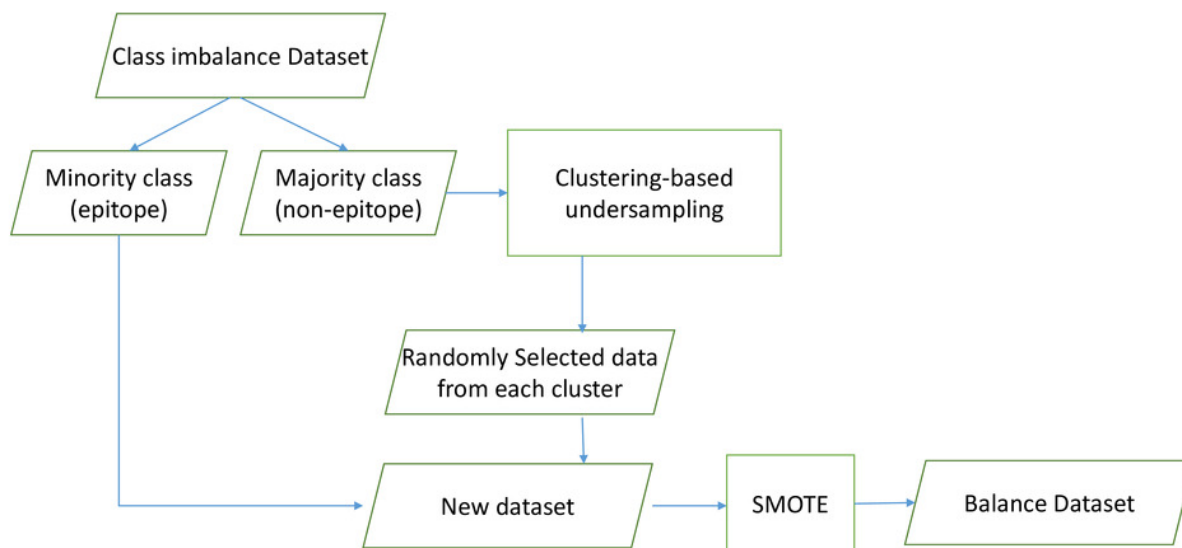 Class imbalance Dataset
Minority class
(epitope)
Majority class
(non-epitope)
Clustering-based
undersampling
Randomly Selected data
from each cluster
New dataset
SMOTE
Balance Dataset